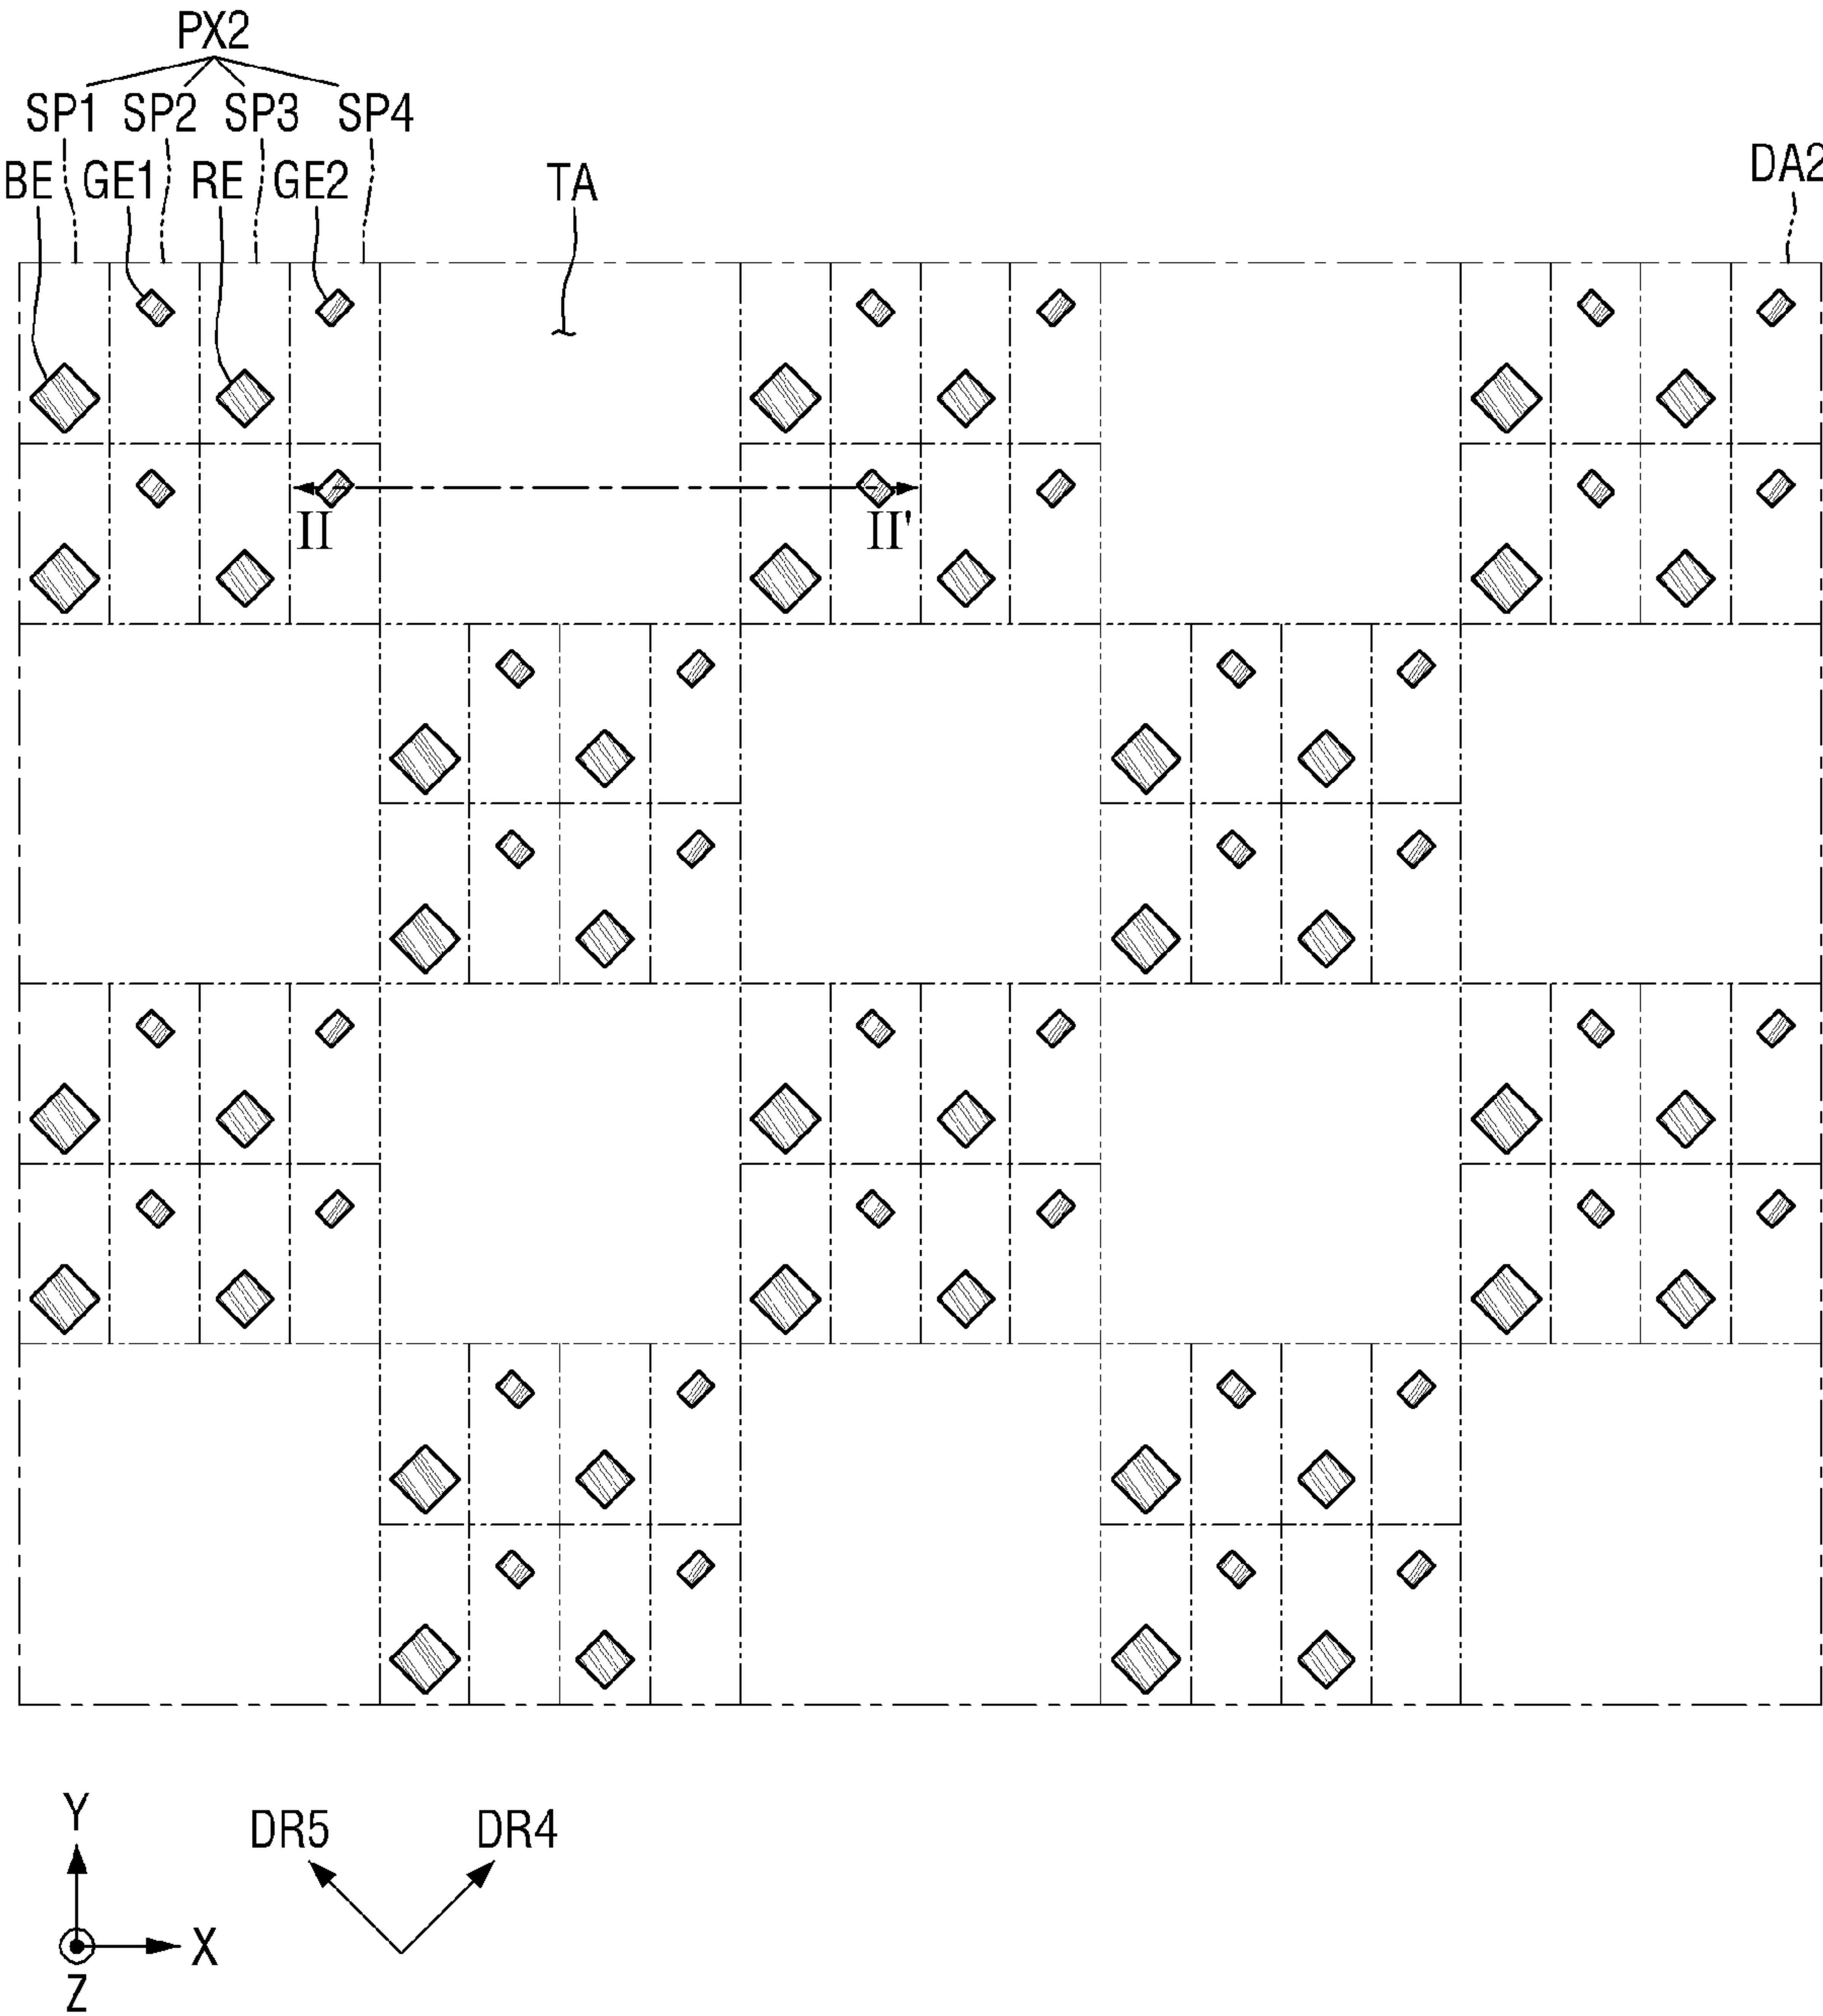 PX2
SP1 SP2 SP3 SP4
BE GE1 RE GE2 TA DA2
II II'
Y DR5 DR4
X
Z